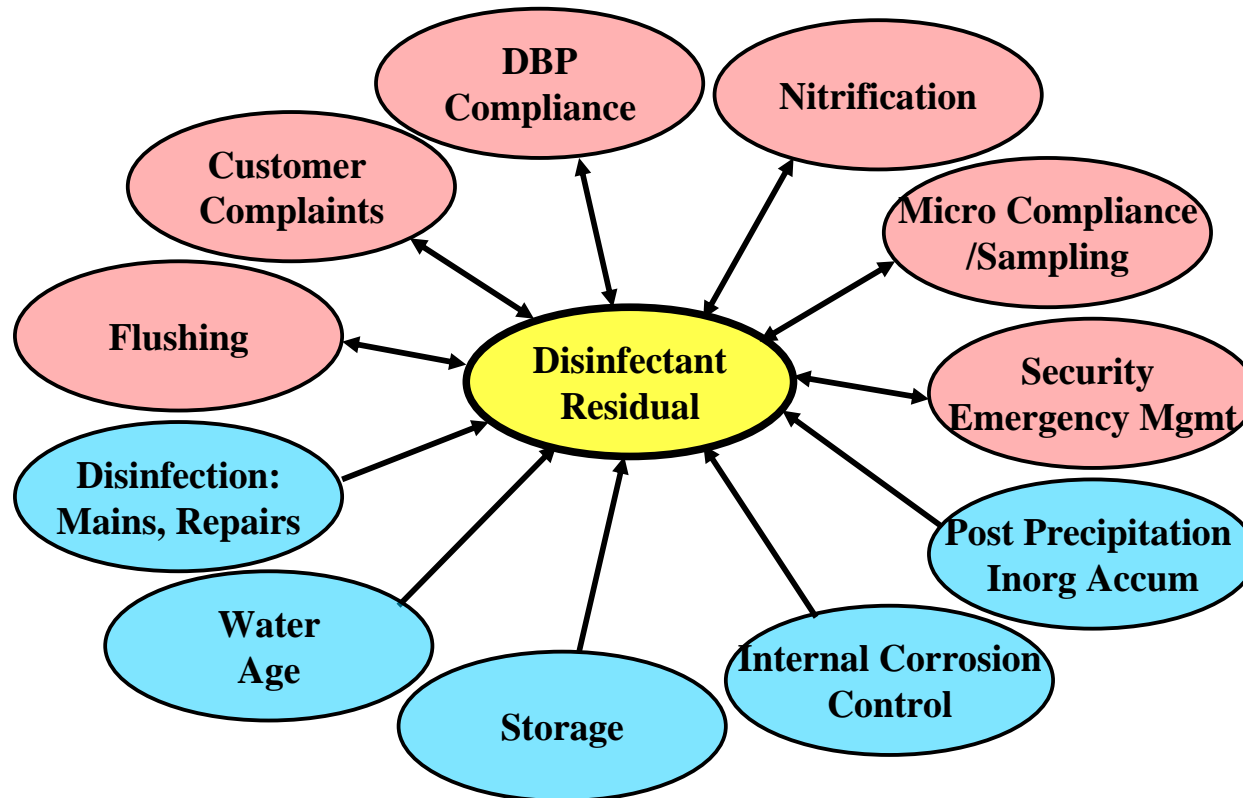 DBP
Compliance
Nitrification
Customer
Complaints
Micro Compliance
/Sampling
Flushing
Disinfectant
Residual
Security
Emergency Mgmt
Disinfection:
Mains, Repairs
Post Precipitation
Inorg Accum
Water
Age
Internal Corrosion
Control
Storage